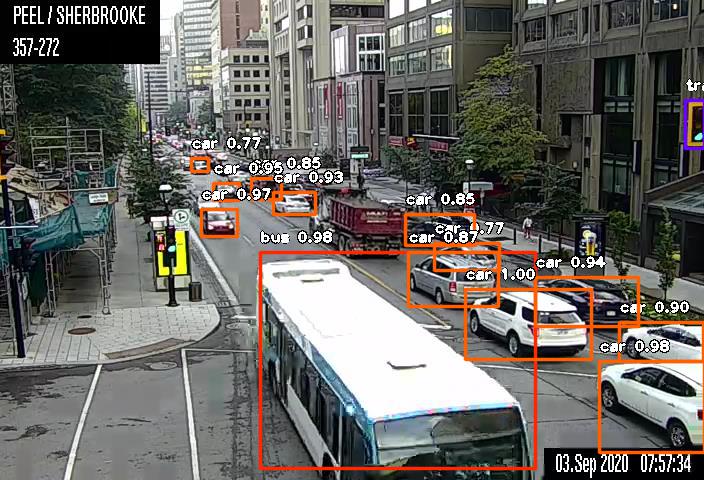 PEEL / SHERBROOKE
357-272
tra
car 0.77
car 0.95
0.85
car 0.93
car 0.97
car 0.85
0.77
bus 0.98
car 0.87
car 1.00
car 0.94
car 0.90
car 0.98
03.Sep 2020 07:57:34